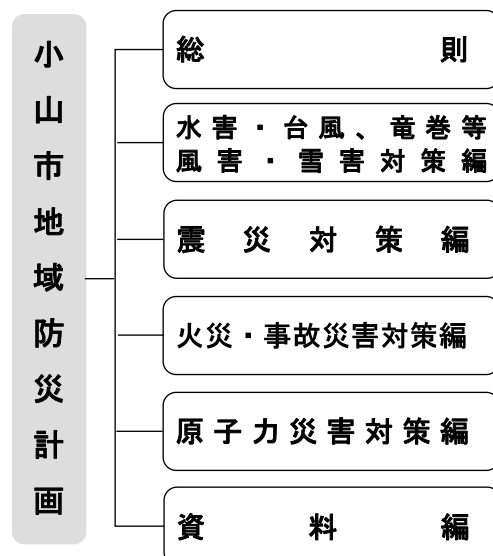 小山市地域防災計画
総則
水害・台風、竜巻等
風害・雪害対策編
震災対策編
火災・事故災害対策編
原子力災害対策編
資料編